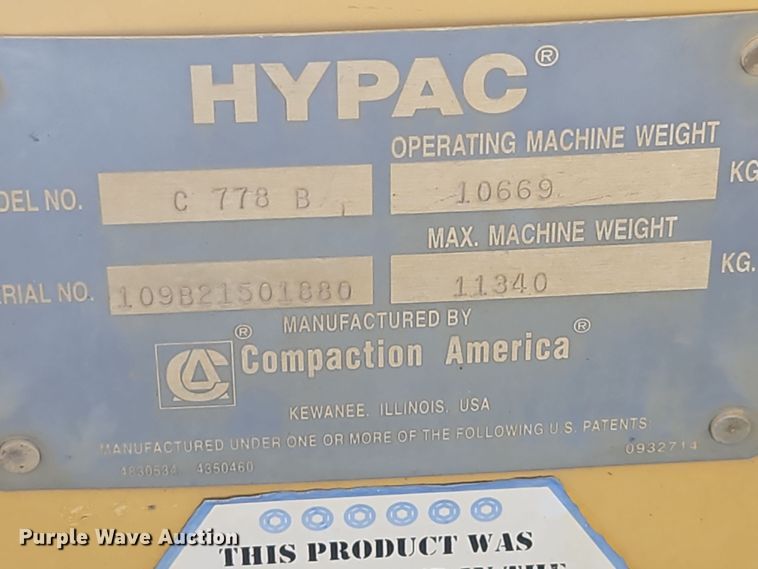 HYPAC®
OPERATING MACHINE WEIGHT
DEL NO. C 778 B 10669 KG
MAX. MACHINE WEIGHT
ERIAL NO. 109B21501880 11340 KG.
MANUFACTURED BY
CA ® Compaction America®
KEWANEE, ILLINOIS, USA
MANUFACTURED UNDER ONE OR MORE OF THE FOLLOWING U.S. PATENTS:
4830534 4350460 0932714
THIS PRODUCT WAS
Purple Wave Auction